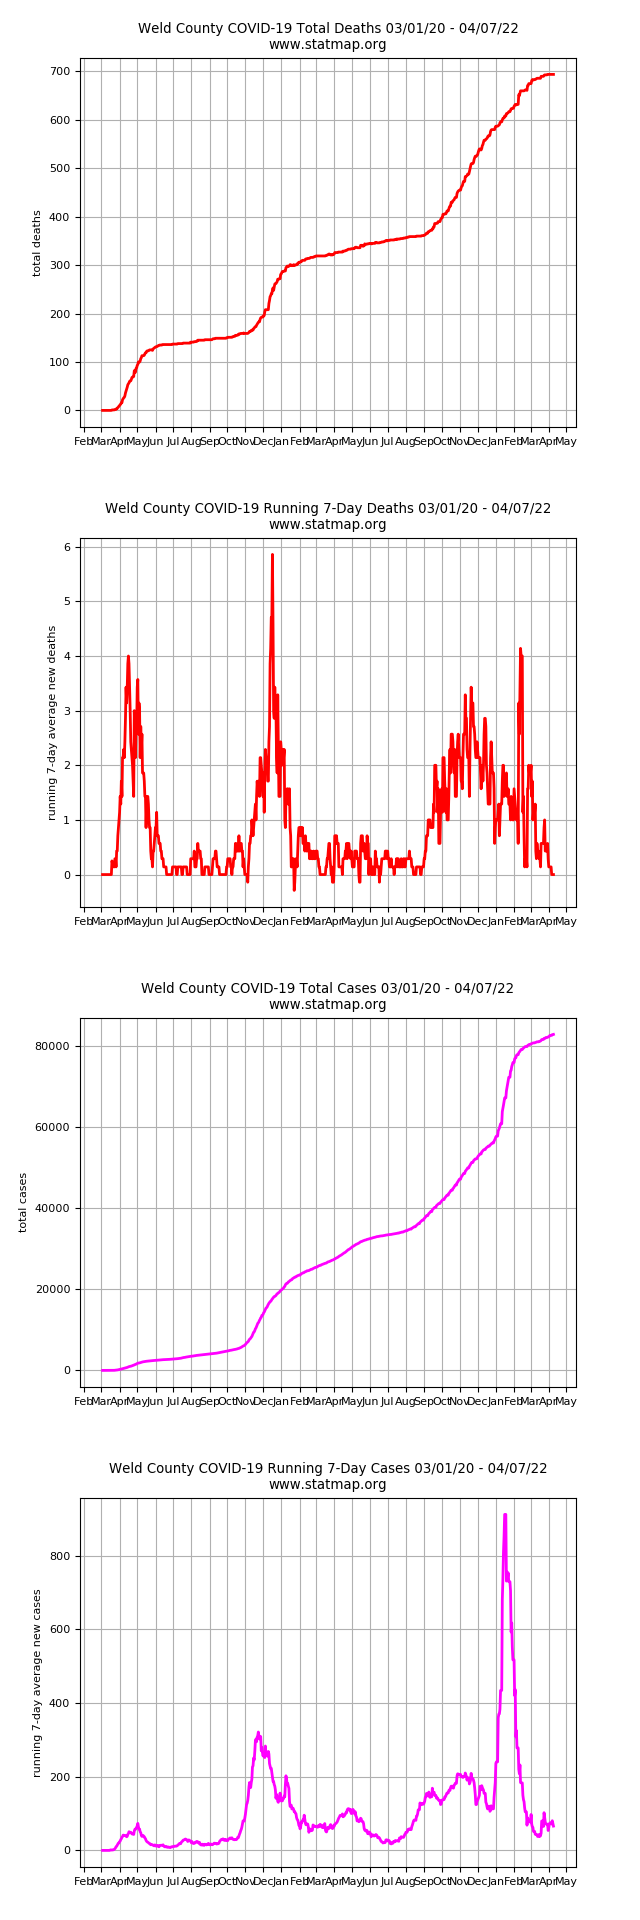 Weld County COVID-19 Total Deaths 03/01/20 - 04/07/22
www.statmap.org
700
600
500
400
300
200
100
0
total deaths
Feb Mar Apr May Jun Jul Aug Sep Oct Nov Dec Jan Feb Mar Apr May Jun Jul Aug Sep Oct Nov Dec Jan Feb Mar Apr May
Weld County COVID-19 Running 7-Day Deaths 03/01/20 - 04/07/22
www.statmap.org
6
5
4
3
2
1
0
running 7-day average new deaths
Feb Mar Apr May Jun Jul Aug Sep Oct Nov Dec Jan Feb Mar Apr May Jun Jul Aug Sep Oct Nov Dec Jan Feb Mar Apr May
Weld County COVID-19 Total Cases 03/01/20 - 04/07/22
www.statmap.org
80000
60000
40000
20000
0
total cases
Feb Mar Apr May Jun Jul Aug Sep Oct Nov Dec Jan Feb Mar Apr May Jun Jul Aug Sep Oct Nov Dec Jan Feb Mar Apr May
Weld County COVID-19 Running 7-Day Cases 03/01/20 - 04/07/22
www.statmap.org
800
600
400
200
0
running 7-day average new cases
Feb Mar Apr May Jun Jul Aug Sep Oct Nov Dec Jan Feb Mar Apr May Jun Jul Aug Sep Oct Nov Dec Jan Feb Mar Apr May